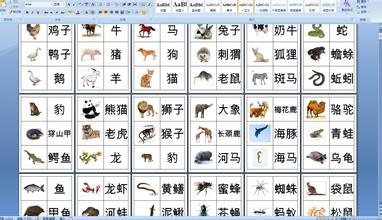 鸡子 牛 马 兔子 奶牛 蛇
鸭 猪 狗 刺猬 狐狸 蟾蜍
鹅 羊 猫 老鼠 斑马 蚯蚓
豹 熊猫 狮子 大象 梅花鹿 骆驼
穿山甲 老虎 猴子 长颈鹿 海豚 青蛙
鳄鱼 龙 豹 河马 海马 乌龟
鱼 龙虾 黄鳝 蜜蜂 蜘蛛 袋鼠
甲鱼 河蚌 泥鳅 苍蝇 蚂蚁 松鼠